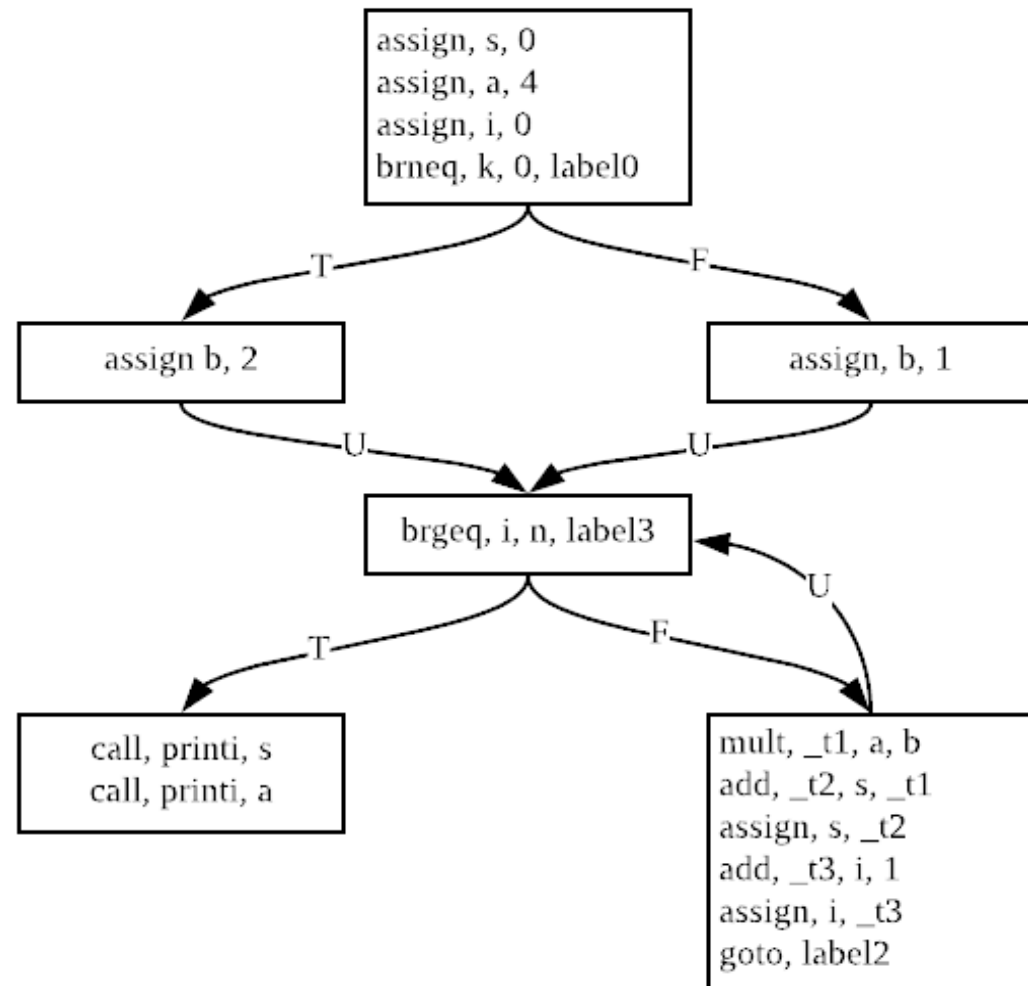 assign, s, 0
assign, a, 4
assign, i, 0
brneq, k, 0, label0
T
F
assign b, 2
assign, b, 1
U
U
brgeq, i, n, label3
U
T
F
call, printi, s
call, printi, a
mult, _t1, a, b
add, _t2, s, _t1
assign, s, _t2
add, _t3, i, 1
assign, i, _t3
goto, label2